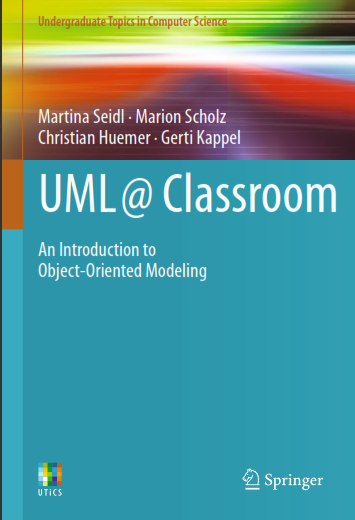 Undergraduate Topics in Computer Science
Martina Seidl · Marion Scholz
Christian Huemer · Gerti Kappel
UML @ Classroom
An Introduction to
Object-Oriented Modeling
UTiCS
Springer